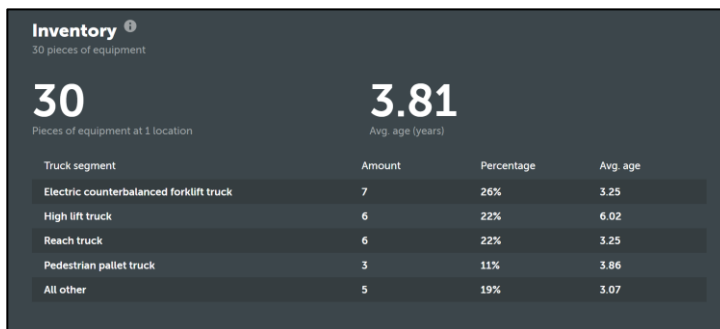 Inventory
30 pieces of equipment
30
Pieces of equipment at 1 location
3.81
Avg. age (years)
Truck segment Amount Percentage Avg. age
Electric counterbalanced forklift truck 7 26% 3.25
High lift truck 6 22% 6.02
Reach truck 6 22% 3.25
Pedestrian pallet truck 3 11% 3.86
All other 5 19% 3.07